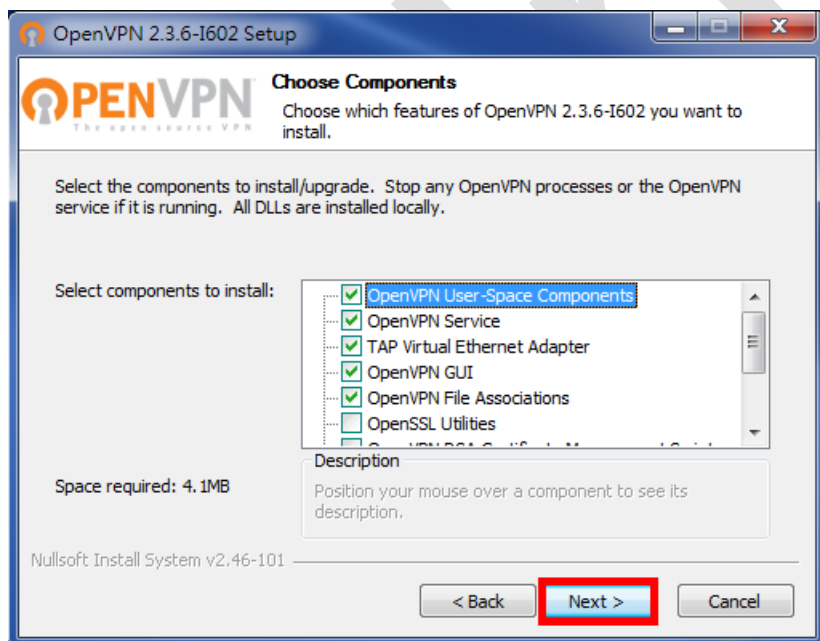 OpenVPN 2.3.6-I602 Setup
OPENVPN
The open source VPN
Choose Components
Choose which features of OpenVPN 2.3.6-I602 you want to
install.
Select the components to install/upgrade. Stop any OpenVPN processes or the OpenVPN
service if it is running. All DLLs are installed locally.
Select components to install:
OpenVPN User-Space Components
OpenVPN Service
TAP Virtual Ethernet Adapter
OpenVPN GUI
OpenVPN File Associations
OpenSSL Utilities
Space required: 4.1MB
Description
Position your mouse over a component to see its
description.
Nullsoft Install System v2.46-101
< Back
Next >
Cancel